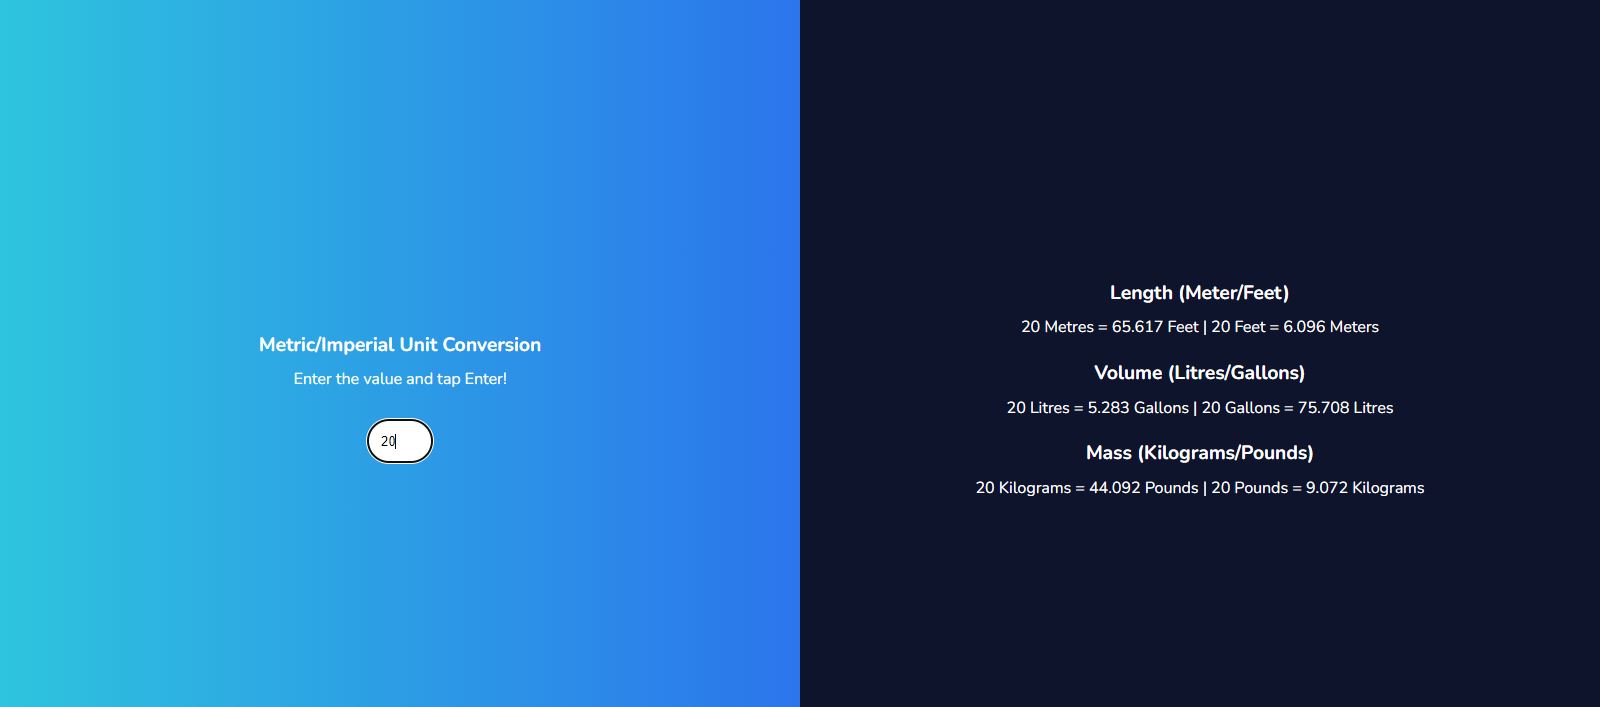 Metric/Imperial Unit Conversion
Enter the value and tap Enter!
20
Length (Meter/Feet)
20 Metres = 65.617 Feet | 20 Feet = 6.096 Meters
Volume (Litres/Gallons)
20 Litres = 5.283 Gallons | 20 Gallons = 75.708 Litres
Mass (Kilograms/Pounds)
20 Kilograms = 44.092 Pounds | 20 Pounds = 9.072 Kilograms